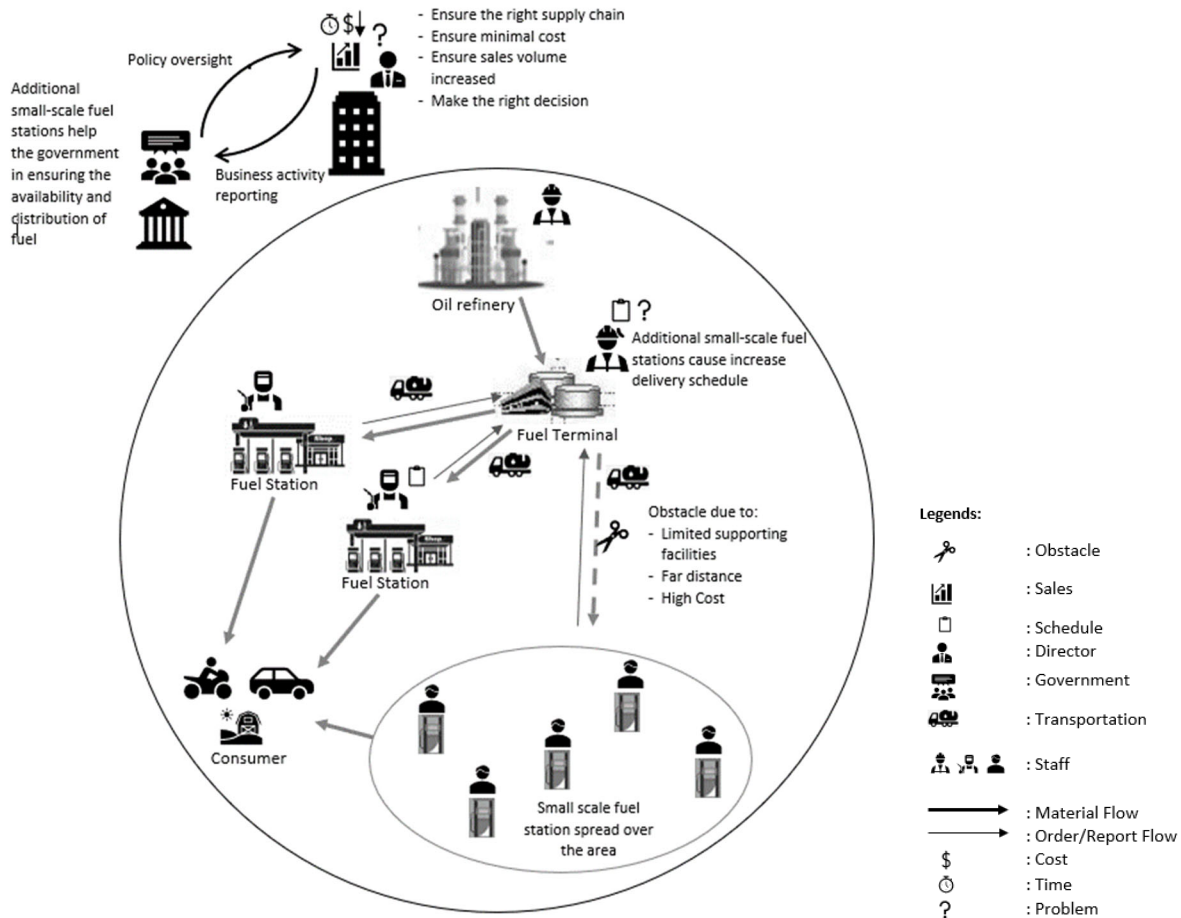 - Ensure the right supply chain
- Ensure minimal cost
- Ensure sales volume
increased
- Make the right decision
$
?
Policy oversight
Additional
small-scale fuel
stations help
the government
in ensuring the
availability and
distribution of
fuel
Business activity
reporting
Oil refinery
?
Additional small-scale fuel
stations cause increase
delivery schedule
Fuel Terminal
Shop
Fuel Station
Shop
Fuel Station
Obstacle due to:
- Limited supporting
facilities
- Far distance
- High Cost
Consumer
Small scale fuel
station spread over
the area
Legends:
: Obstacle
: Sales
: Schedule
: Director
: Government
: Transportation
: Staff
: Material Flow
: Order/Report Flow
$ : Cost
: Time
? : Problem